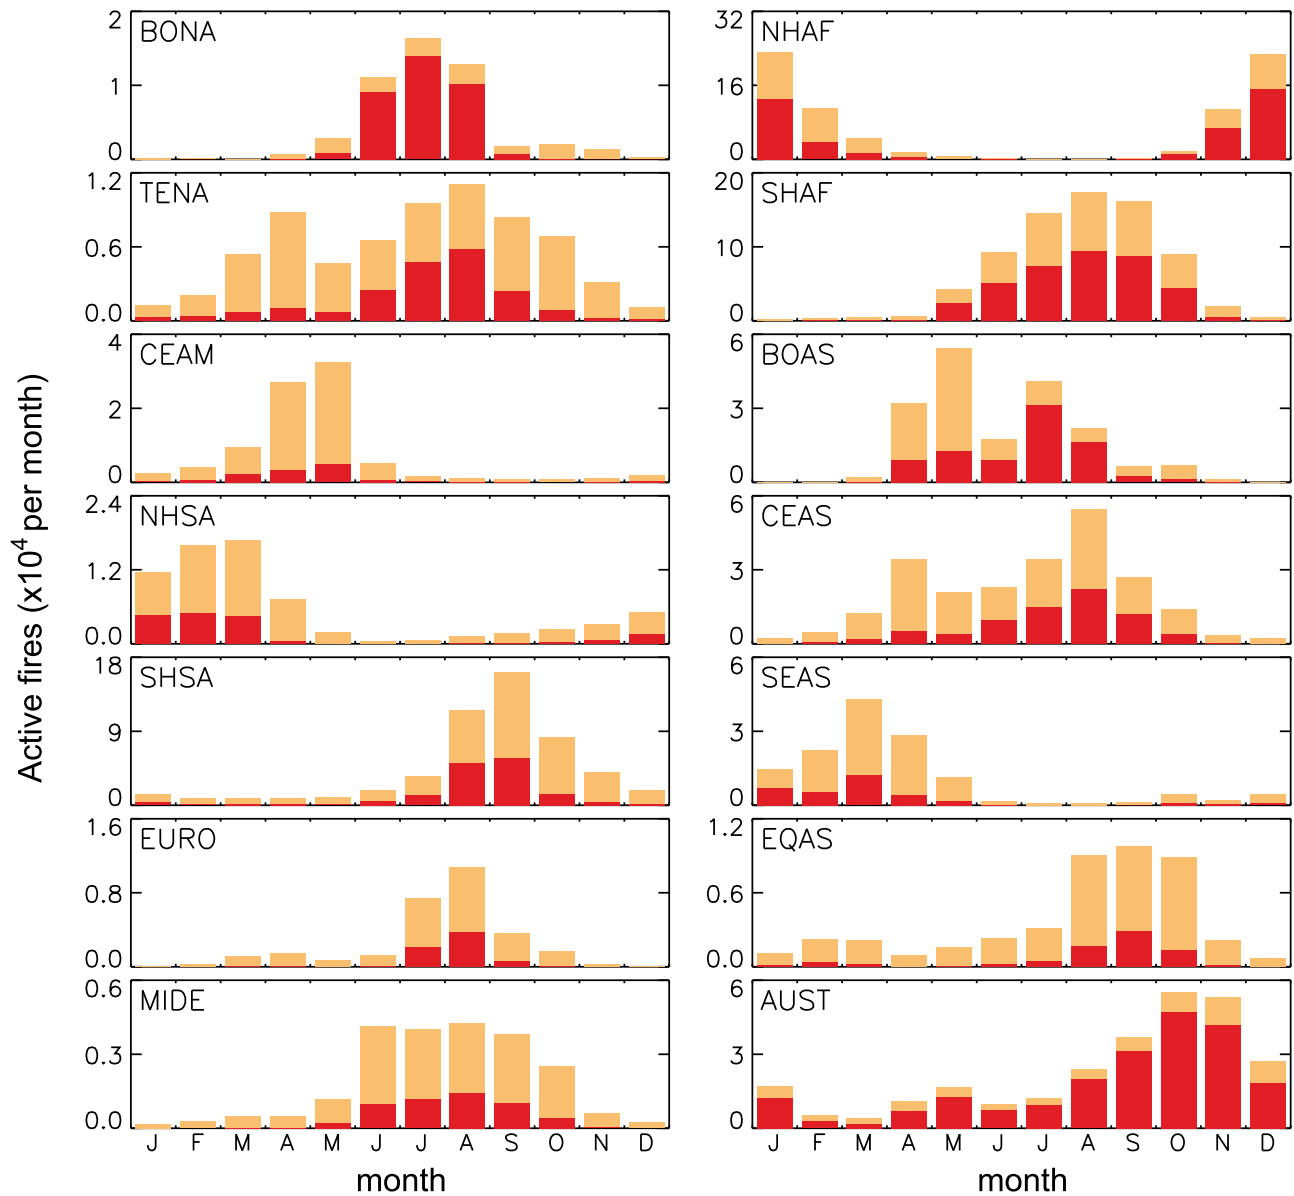 2
BONA
1
0
32
NHAF
16
0
1.2
TENA
0.6
0.0
20
SHAF
10
0
4
CEAM
2
0
6
BOAS
3
0
2.4
NHSA
1.2
0.0
6
CEAS
3
0
18
SHSA
9
0
6
SEAS
3
0
1.6
EURO
0.8
0.0
1.2
EQAS
0.6
0.0
0.6
MIDE
0.3
0.0
6
AUST
3
0
J F M A M J J A S O N D
J F M A M J J A S O N D
month
month
Active fires (x10⁴ per month)